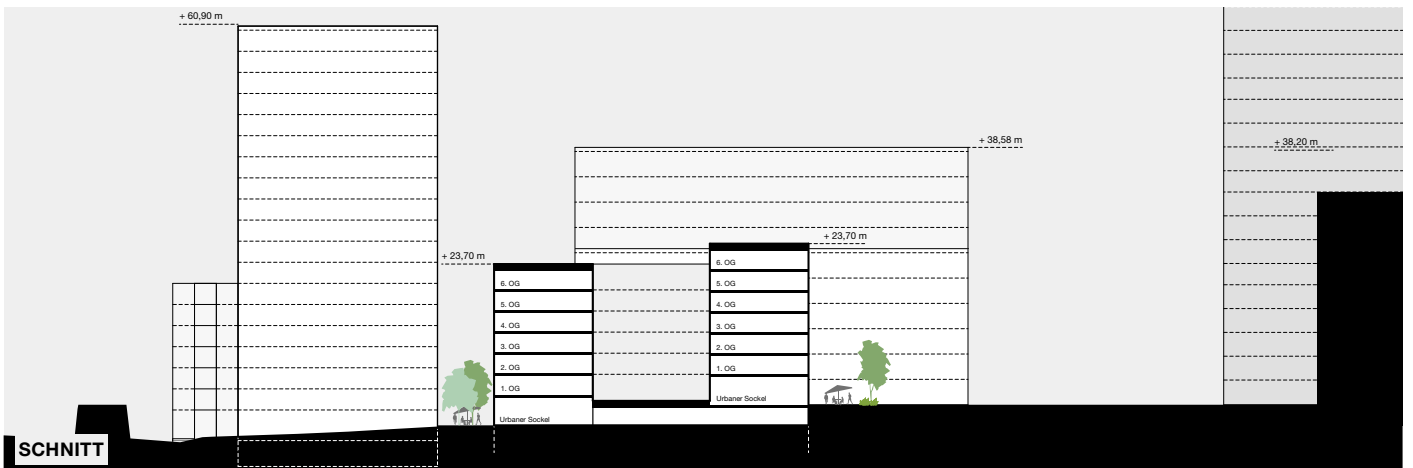 + 60,90 m
+ 38,58 m
+ 38,20 m
+ 23,70 m
+ 23,70 m
6. OG
5. OG
4. OG
3. OG
2. OG
1. OG
Urbaner Sockel
6. OG
5. OG
4. OG
3. OG
2. OG
1. OG
Urbaner Sockel
SCHNITT